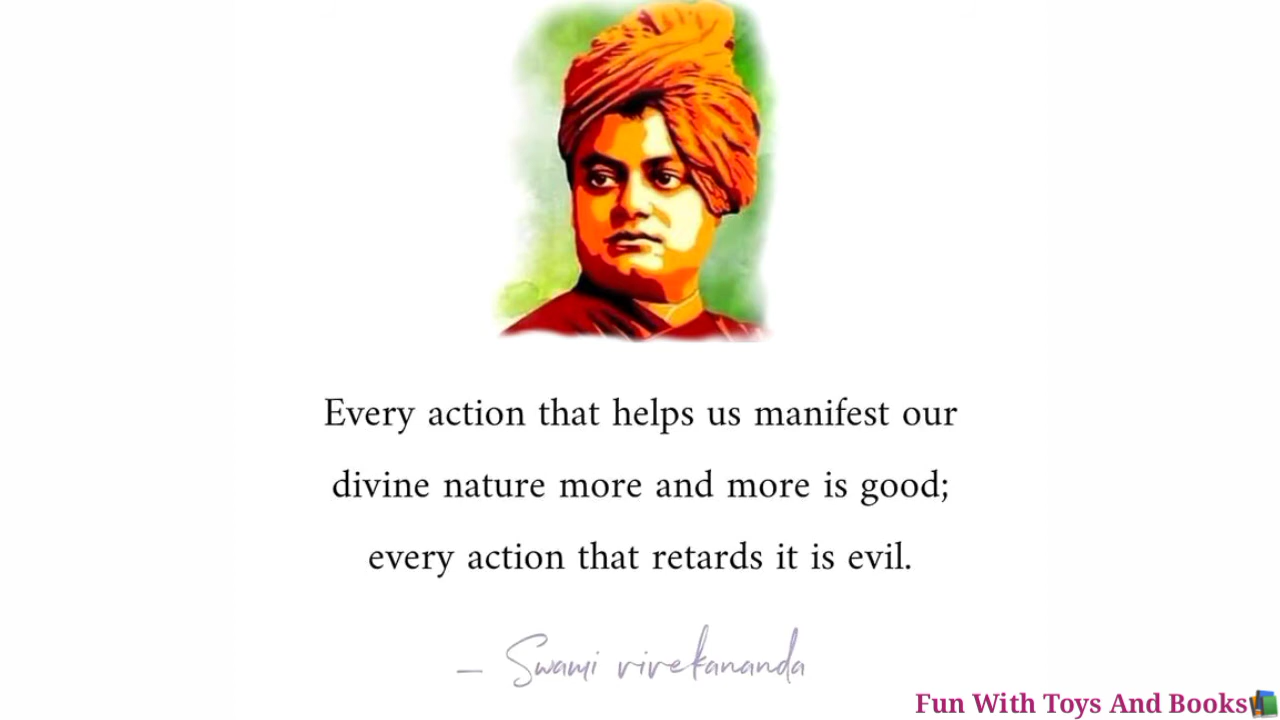 Every action that helps us manifest our
divine nature more and more is good;
every action that retards it is evil.
– Swami vivekananda
Fun With Toys And Books